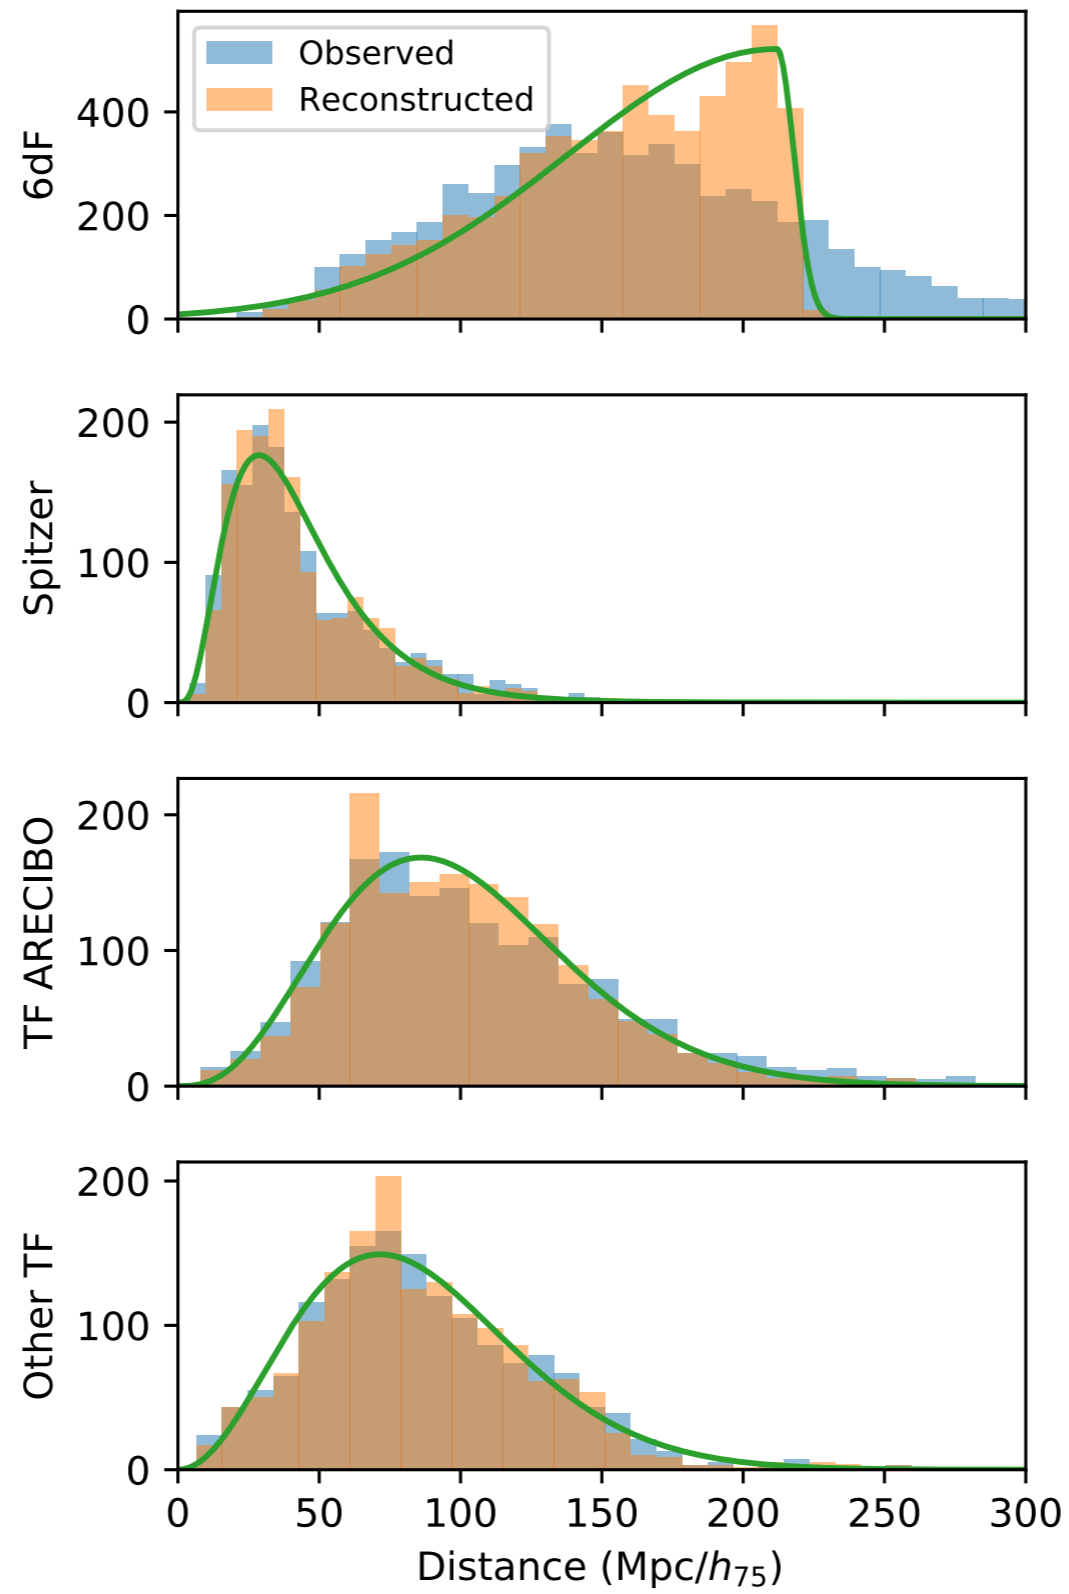 Observed
Reconstructed
6dF
400
200
0
Spitzer
200
100
0
TF ARECIBO
200
100
0
Other TF
200
100
0
0 50 100 150 200 250 300
Distance (Mpc/h₇₅)